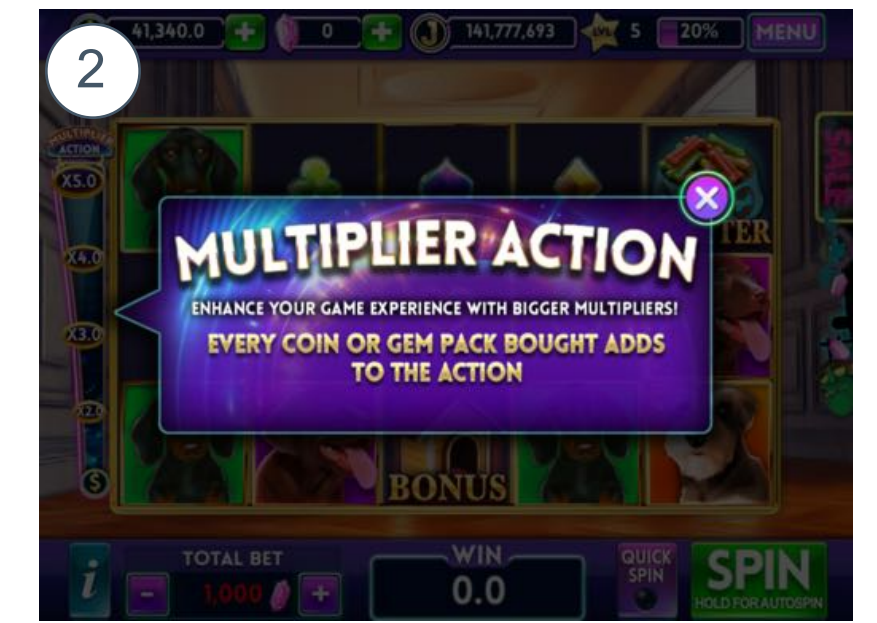 41,340.0
0
141,777,693
LVL 5
20%
MENU
2
MULTIPLIER
ACTION
X5.0
X4.0
X3.0
X2.0
$
SALE
MULTIPLIER ACTION
ENHANCE YOUR GAME EXPERIENCE WITH BIGGER MULTIPLIERS!
EVERY COIN OR GEM PACK BOUGHT ADDS
TO THE ACTION
TER
BONUS
i
TOTAL BET
- 1,000 +
WIN
0.0
QUICK
SPIN
SPIN
HOLD FOR AUTOSPIN